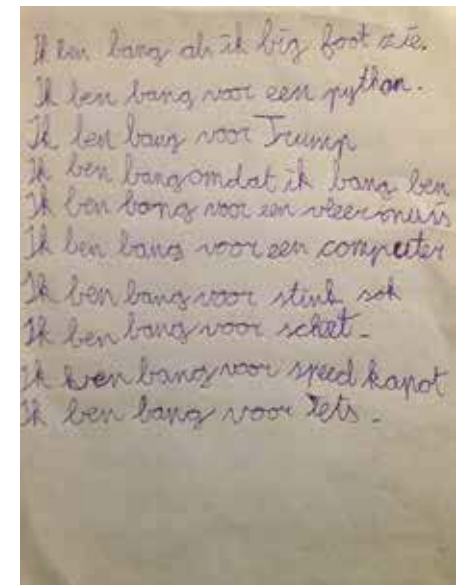 Ik ben bang als ik big foot zie.
Ik ben bang voor een python.
Ik ben bang voor Trump
Ik ben bang omdat ik bang ben
Ik ben bang voor een vleermuis
Ik ben bang voor een computer
Ik ben bang voor stink sok
Ik ben bang voor scheet.
Ik ben bang voor speed kapot
Ik ben bang voor Iets.